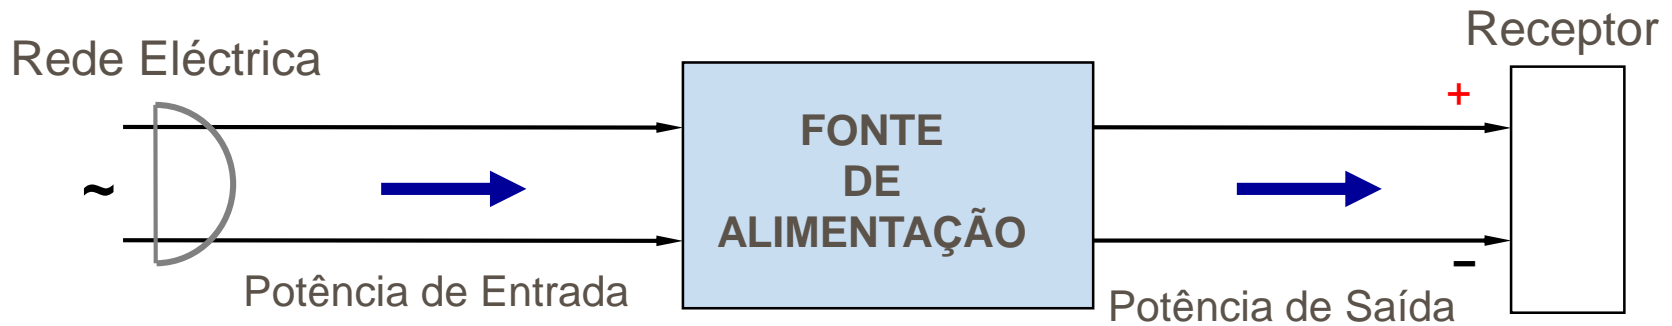 Receptor
Rede Eléctrica
+
FONTE
DE
~
ALIMENTAÇÃO
-
Potência de Entrada
Potência de Saída